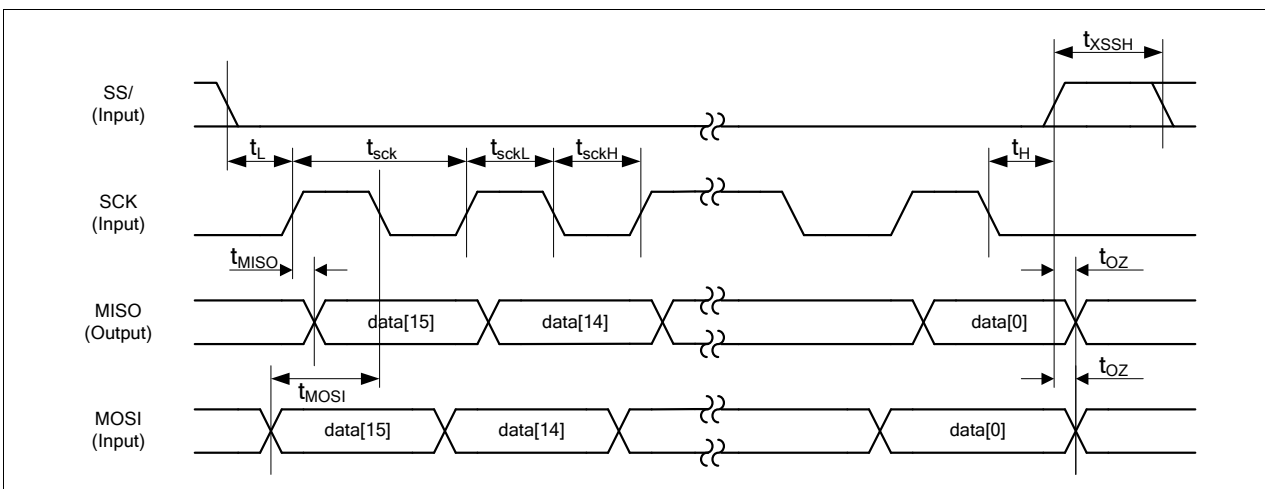 tXSSH
SS/
(Input)
tL
tsck
tsckL
tsckH
tH
SCK
(Input)
tMISO
tOZ
MISO
(Output)
data[15]
data[14]
data[0]
tMOSI
tOZ
MOSI
(Input)
data[15]
data[14]
data[0]